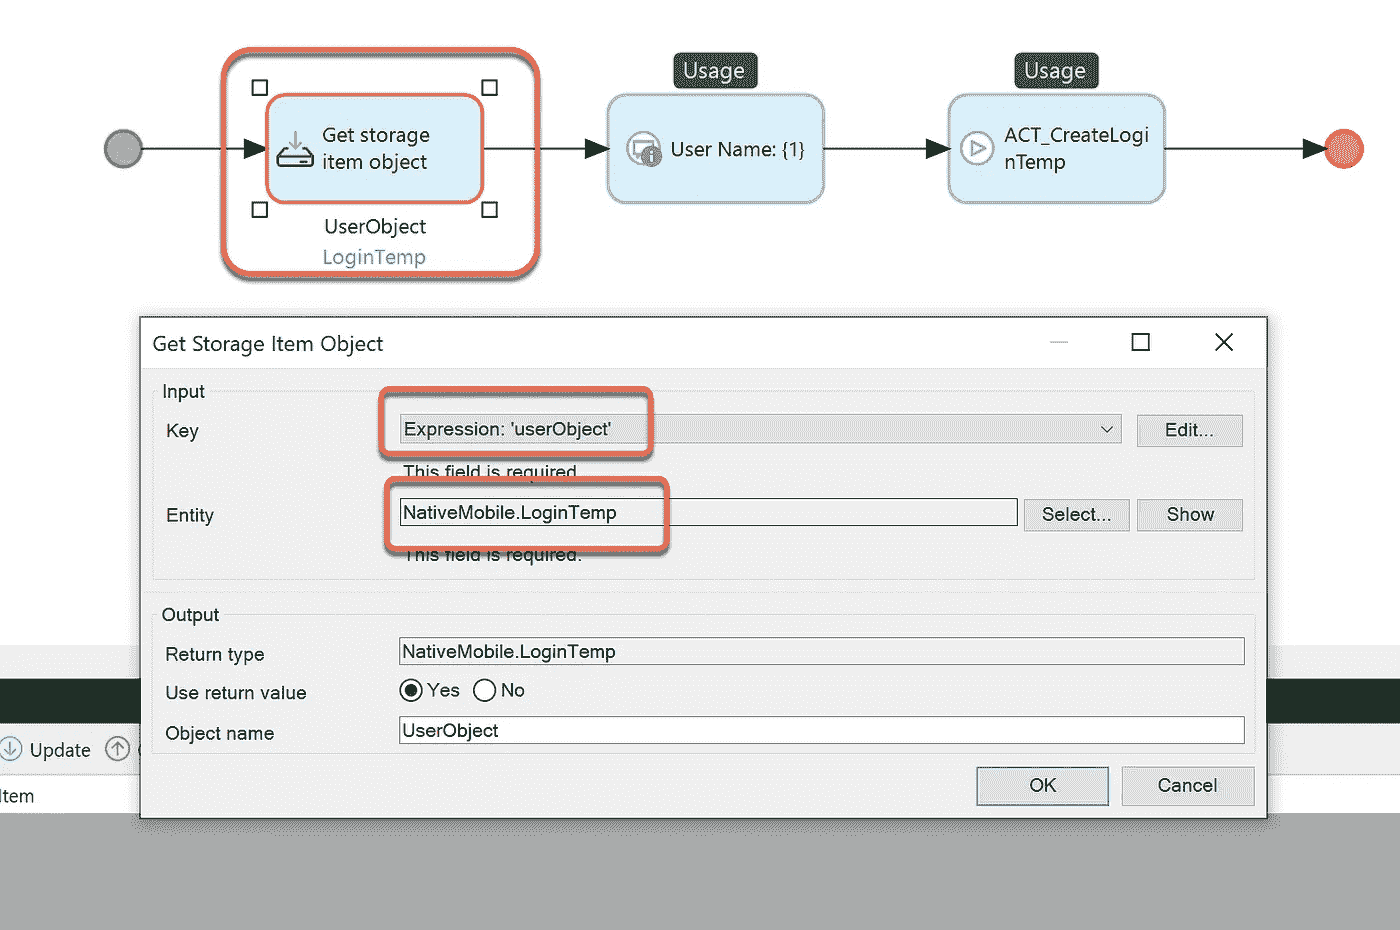 Usage
Usage
Get storage
item object
User Name: {1}
ACT_CreateLogi
nTemp
UserObject
LoginTemp
Get Storage Item Object
Input
Key
Expression: 'userObject'
Edit...
This field is required.
Entity
NativeMobile.LoginTemp
Select...
Show
This field is required.
Output
Return type
NativeMobile.LoginTemp
Use return value
Yes
No
Object name
UserObject
Update
Item
OK
Cancel